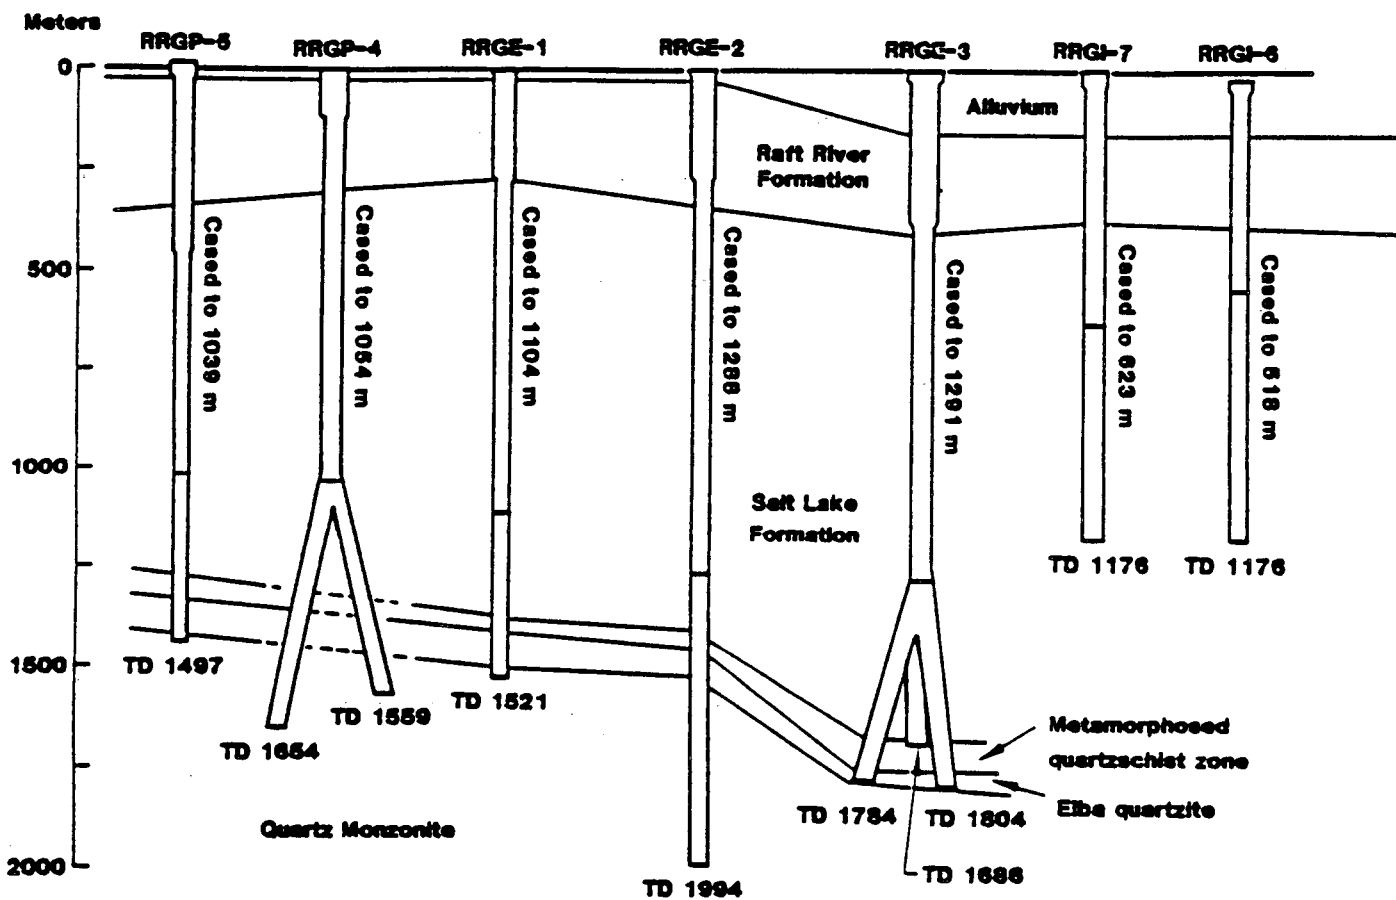 Meters
RRGP-5
RRGP-4
RRGE-1
RRGE-2
RRGE-3
RRGI-7
RRGI-6
0
500
1000
1500
2000
Alluvium
Raft River
Formation
Cased to 1039 m
Cased to 1054 m
Cased to 1104 m
Cased to 1288 m
Cased to 1291 m
Cased to 623 m
Cased to 518 m
Salt Lake
Formation
TD 1176
TD 1176
TD 1497
TD 1654
TD 1559
TD 1521
Metamorphosed
quartzschist zone
Elba quartzite
TD 1784
TD 1804
TD 1686
TD 1994
Quartz Monzonite